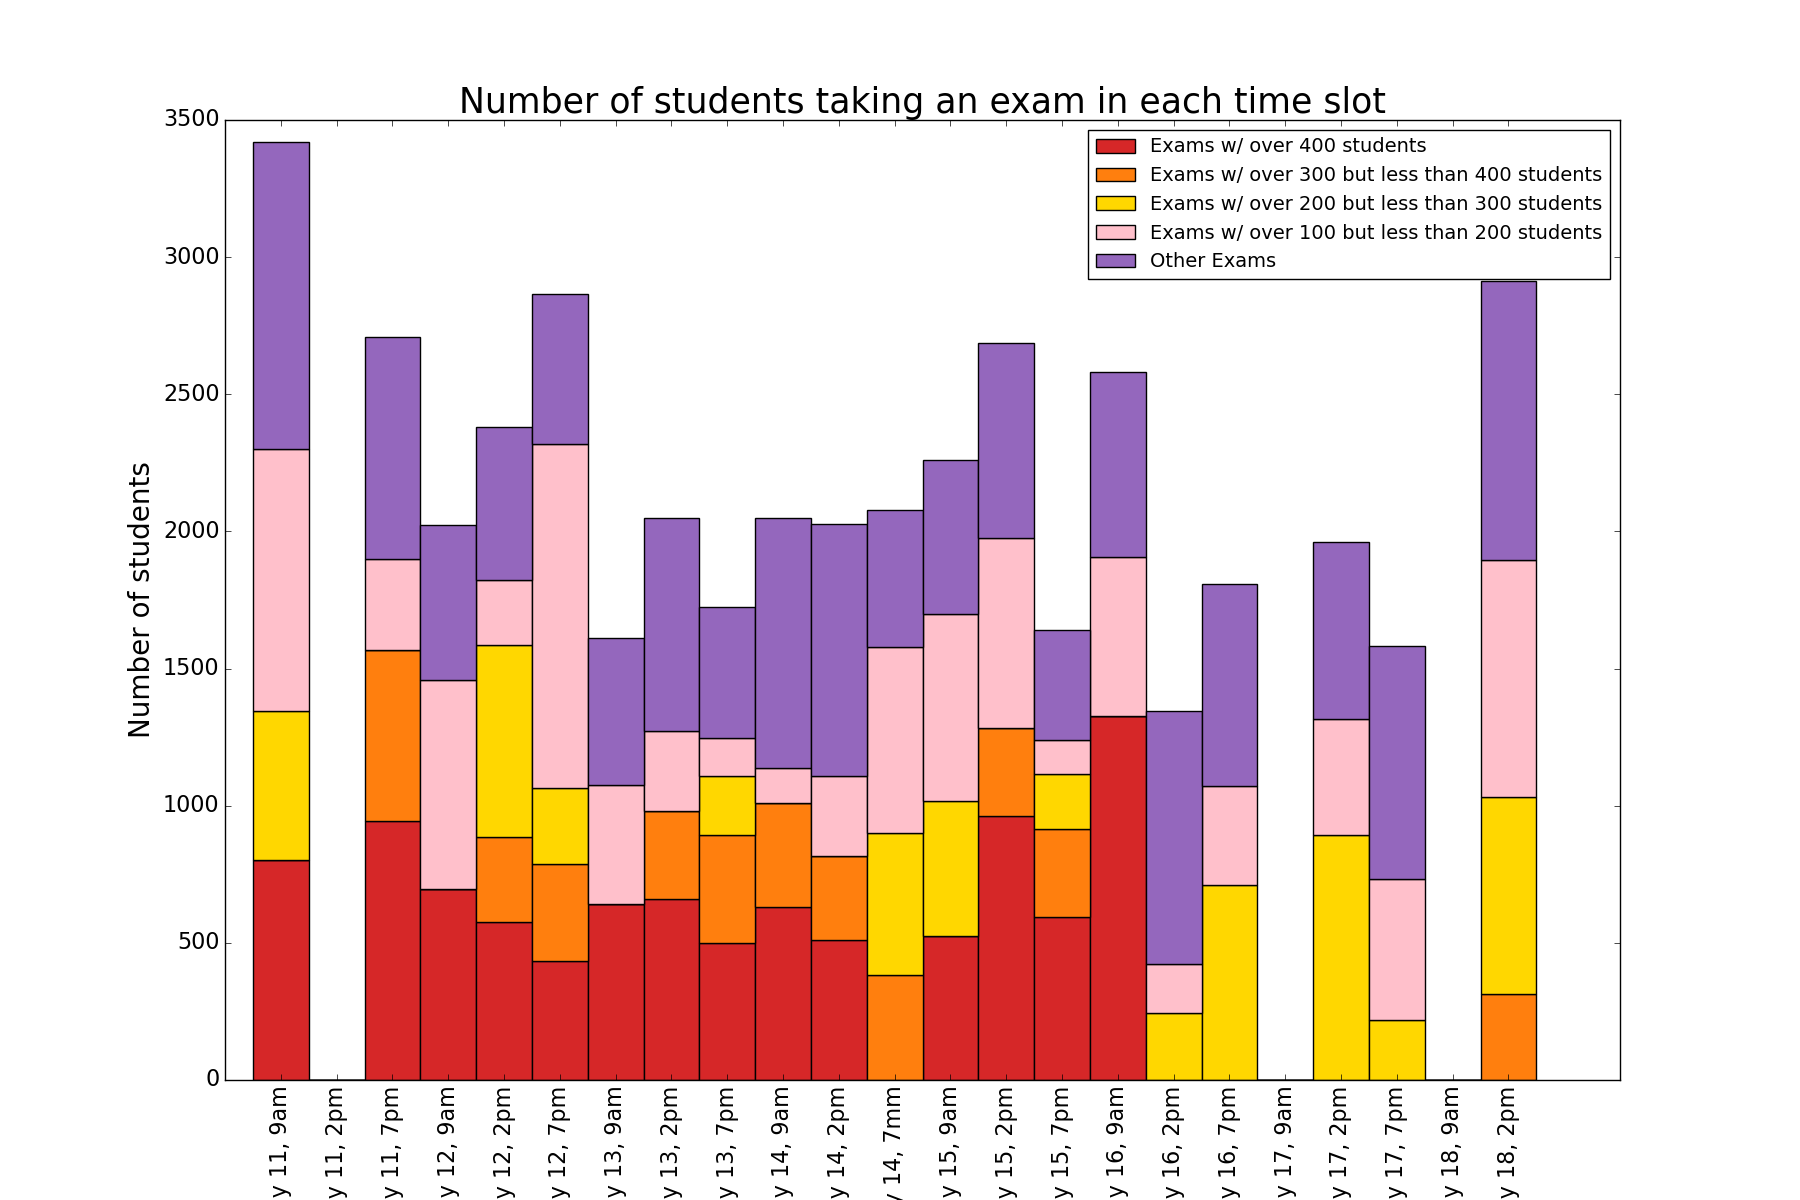 Number of students taking an exam in each time slot
3500
3000
2500
2000
1500
1000
500
0
Number of students
Exams w/ over 400 students
Exams w/ over 300 but less than 400 students
Exams w/ over 200 but less than 300 students
Exams w/ over 100 but less than 200 students
Other Exams
y 11, 9am
y 11, 2pm
y 11, 7pm
y 12, 9am
y 12, 2pm
y 12, 7pm
y 13, 9am
y 13, 2pm
y 13, 7pm
y 14, 9am
y 14, 2pm
y 14, 7mm
y 15, 9am
y 15, 2pm
y 15, 7pm
y 16, 9am
y 16, 2pm
y 16, 7pm
y 17, 9am
y 17, 2pm
y 17, 7pm
y 18, 9am
y 18, 2pm